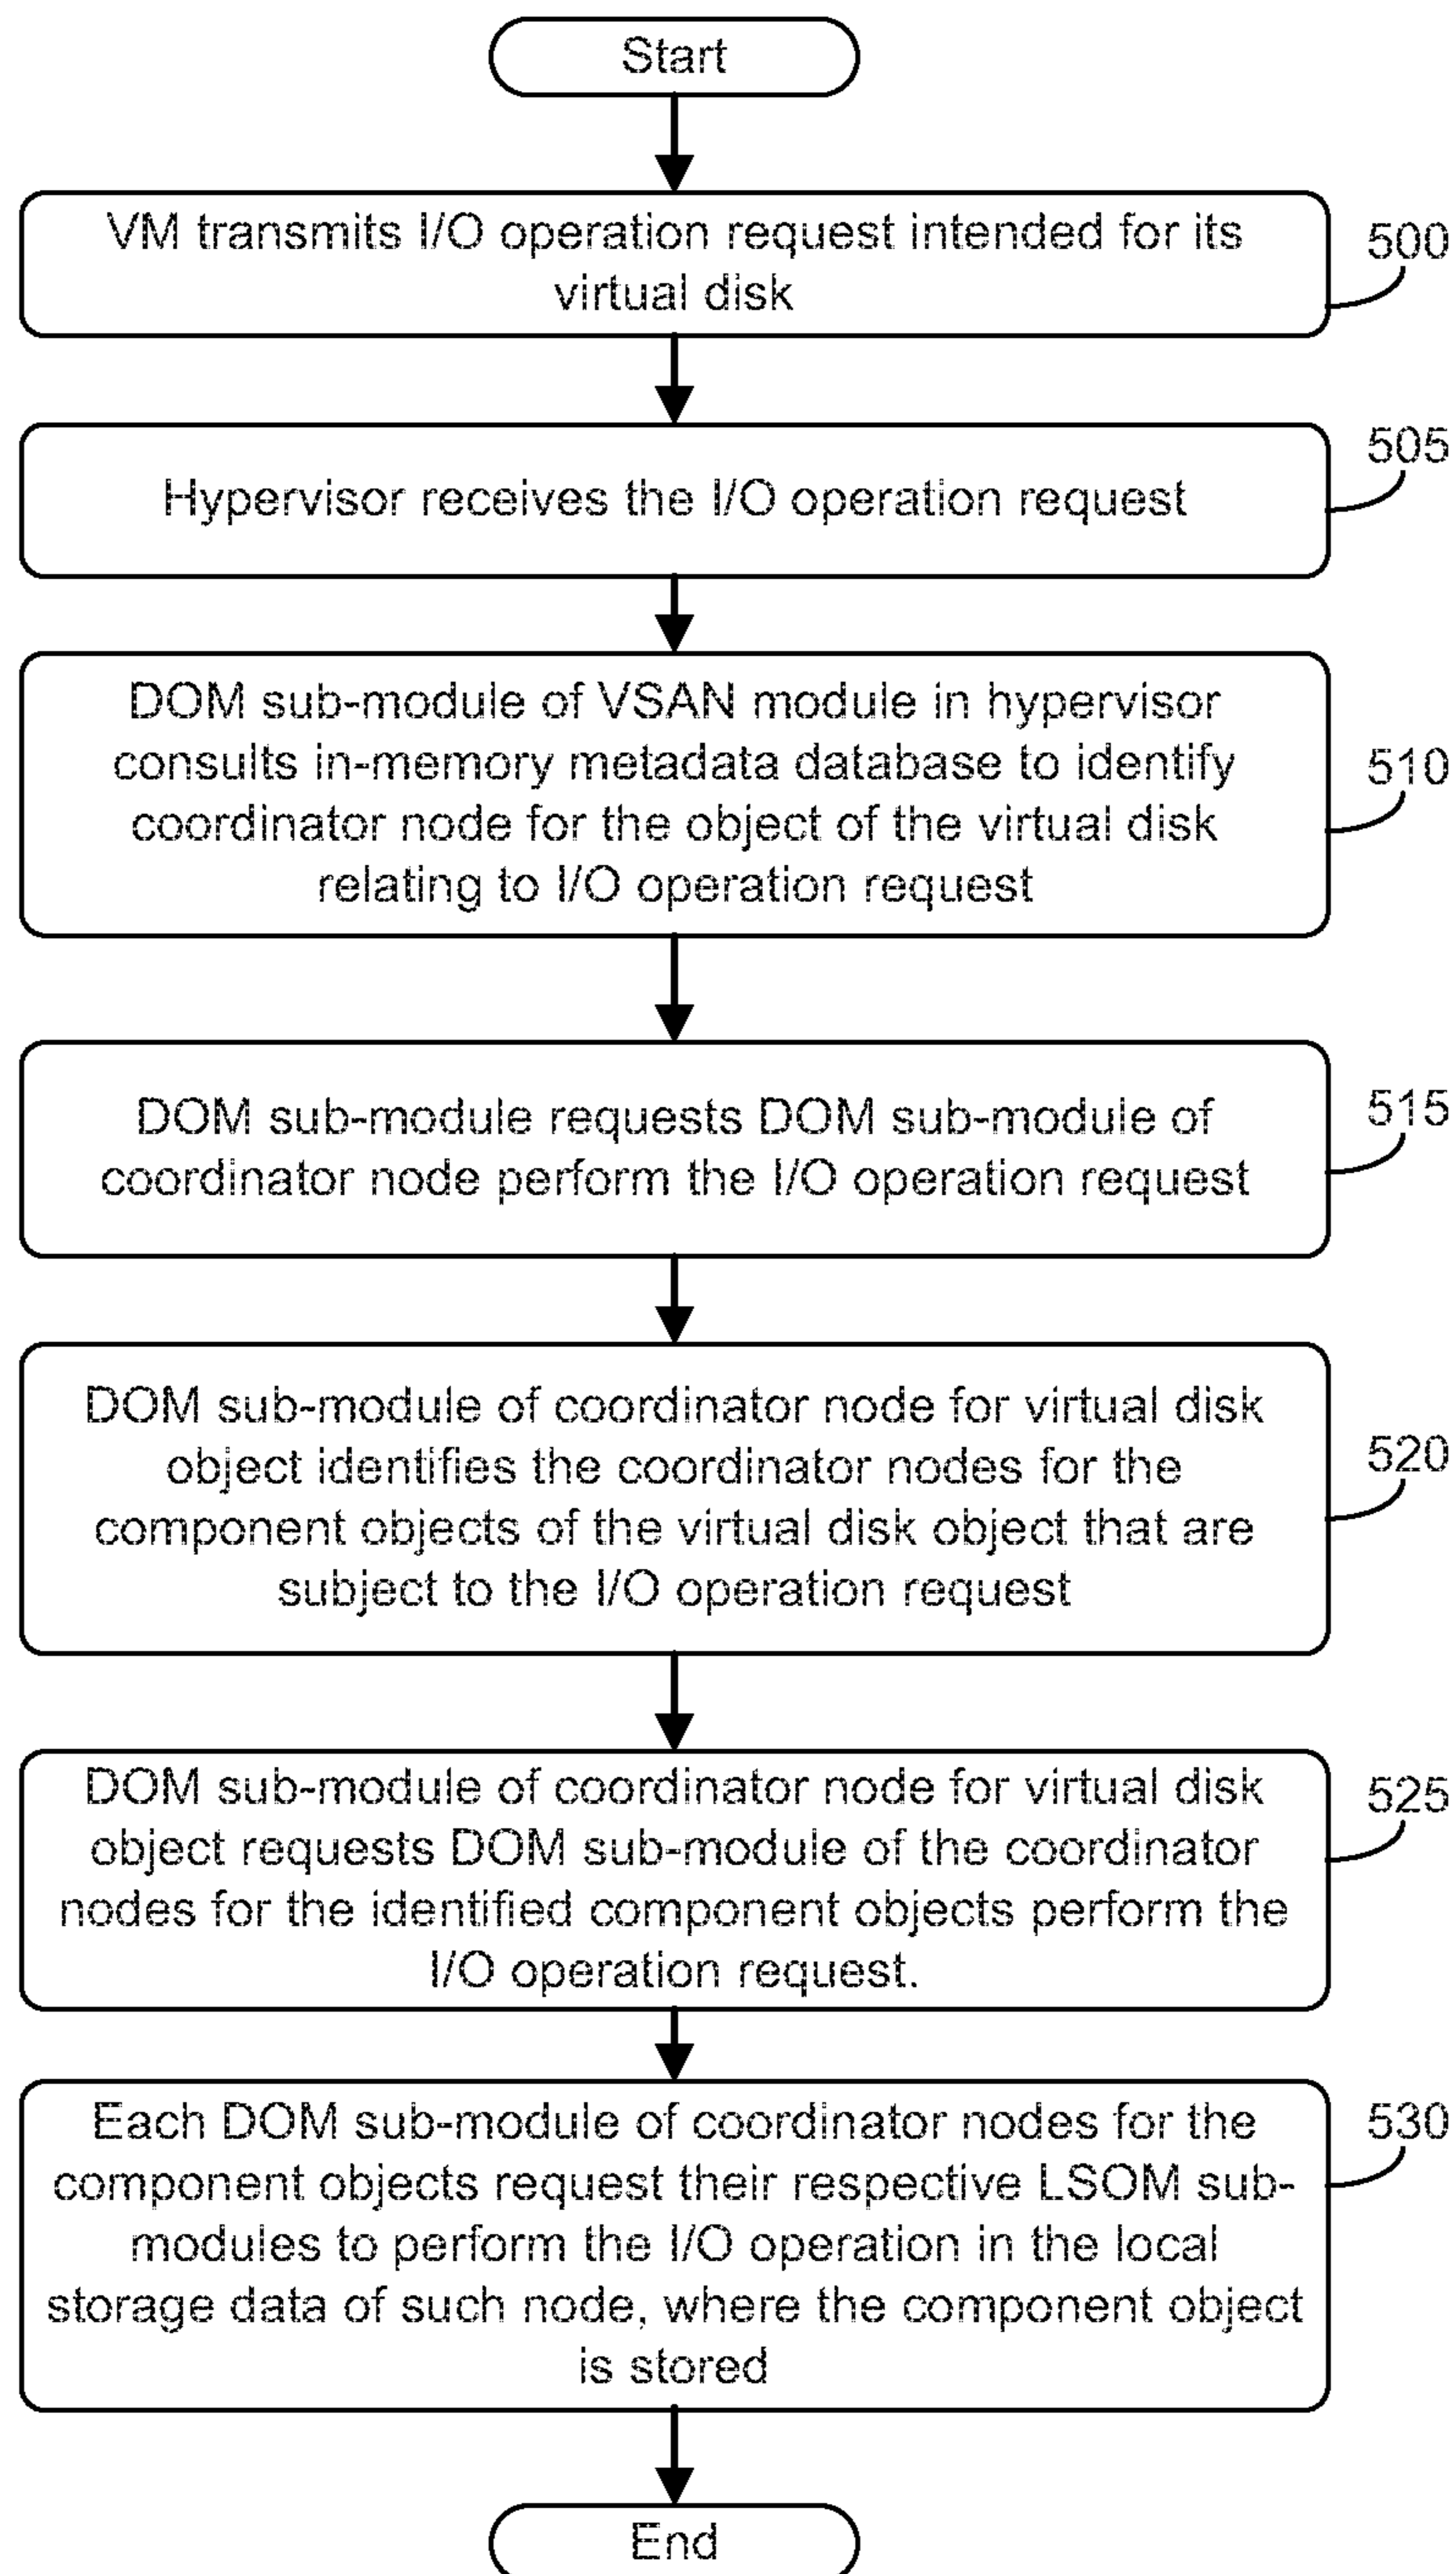 Start
VM transmits I/O operation request intended for its
virtual disk
500
Hypervisor receives the I/O operation request
505
DOM sub-module of VSAN module in hypervisor
consults in-memory metadata database to identify
coordinator node for the object of the virtual disk
relating to I/O operation request
510
DOM sub-module requests DOM sub-module of
coordinator node perform the I/O operation request
515
DOM sub-module of coordinator node for virtual disk
object identifies the coordinator nodes for the
component objects of the virtual disk object that are
subject to the I/O operation request
520
DOM sub-module of coordinator node for virtual disk
object requests DOM sub-module of the coordinator
nodes for the identified component objects perform the
I/O operation request.
525
Each DOM sub-module of coordinator nodes for the
component objects request their respective LSOM sub-
modules to perform the I/O operation in the local
storage data of such node, where the component object
is stored
530
End